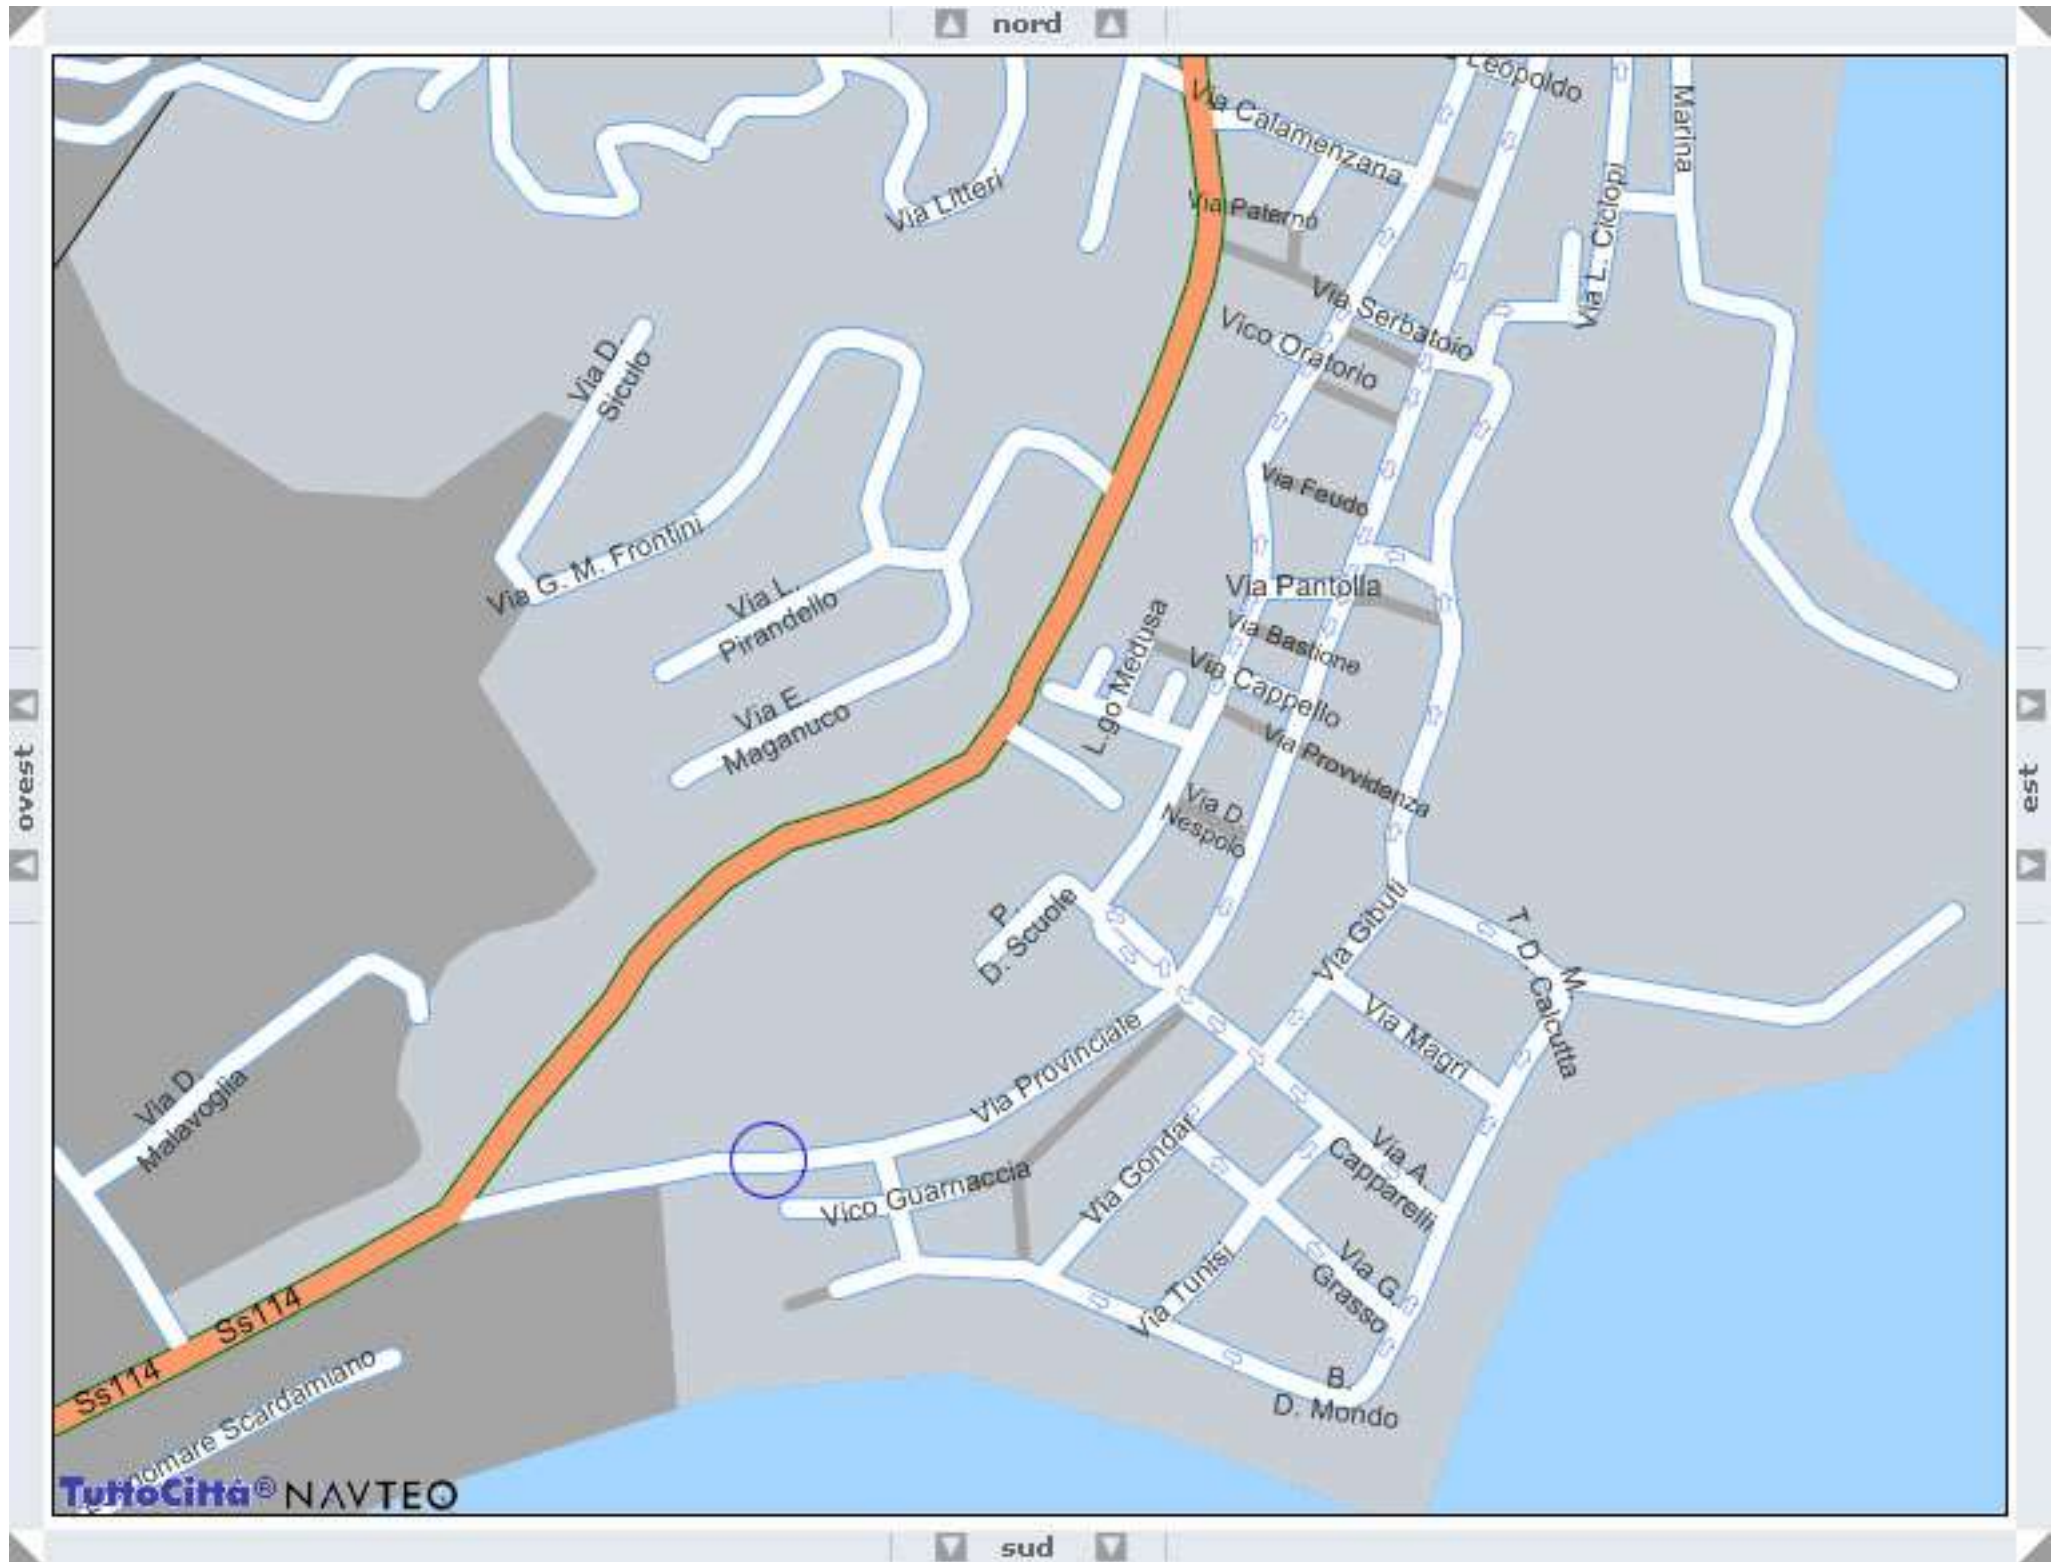 nord
Leopoldo
Via Calamenzana
Marina
Via Litteri
Via Paterno
Via L. Ciclopi
Via Serbatoio
Vico Oratorio
Via D.
Siculo
Via Feudo
Via G. M. Frontini
Via L.
Pirandello
Via Pantolla
Via Bastione
L.go Medusa
Via Cappello
Via E.
Maganuco
Via Provvidenza
ovest
est
Via D.
Nespolo
P.
D. Scuole
Via Gibuti
M.
T. D. Calcutta
Via Magri
Via Provinciale
Via D.
Malavoglia
Via Gondar
Via A.
Capparelli
Vico Guarnaccia
Via Tunisi
Via G.
Grasso
Ss114
Ss114
B.
D. Mondo
Scardamiano
TuttoCittà® NAVTEQ
sud